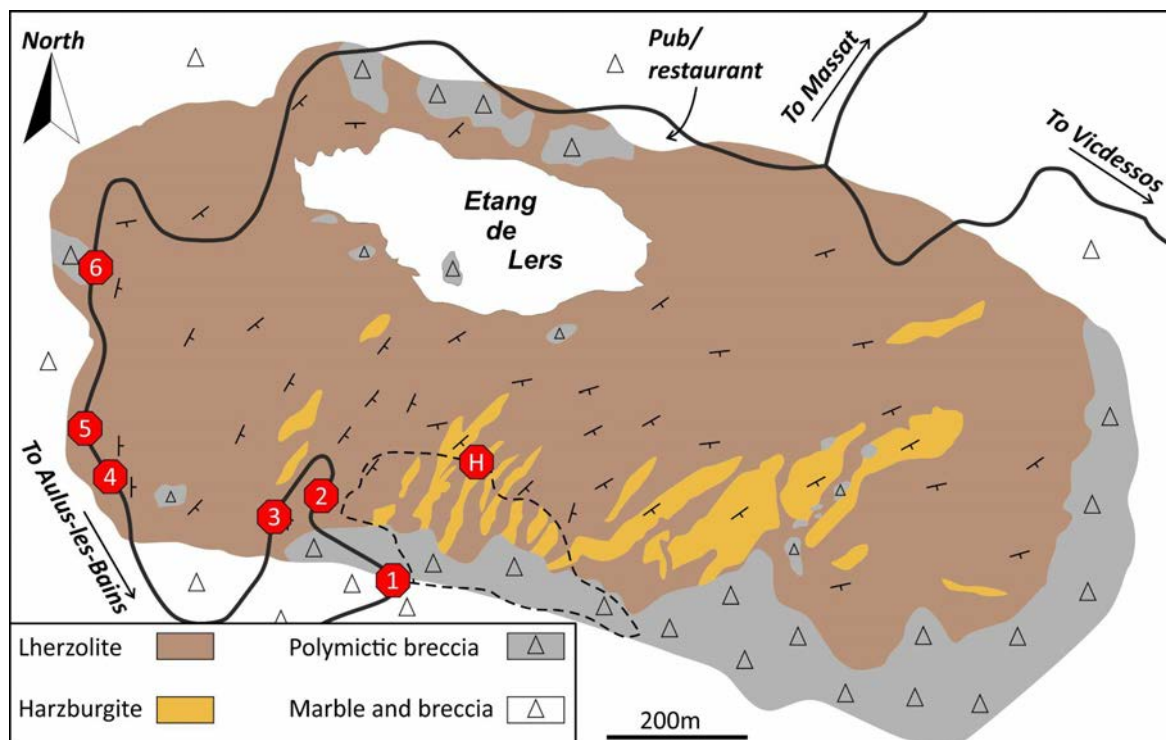 North
Pub/
restaurant
To Massat
To Vicdessos
Etang
de
Lers
6
5
4
3
2
H
1
To Aulus-les-Bains
Lherzolite
Polymictic breccia
Harzburgite
Marble and breccia
200m